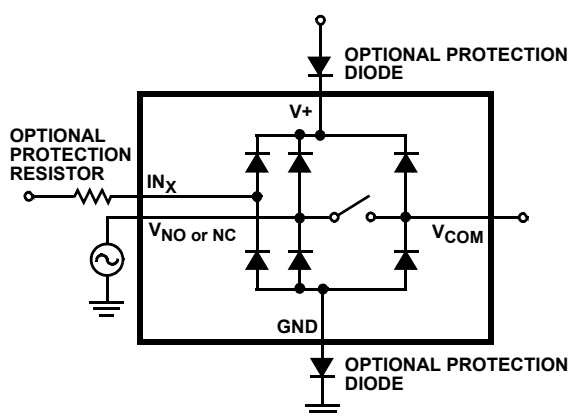 OPTIONAL PROTECTION
DIODE
V+
OPTIONAL
PROTECTION
RESISTOR
INX
VNO or NC
VCOM
GND
OPTIONAL PROTECTION
DIODE